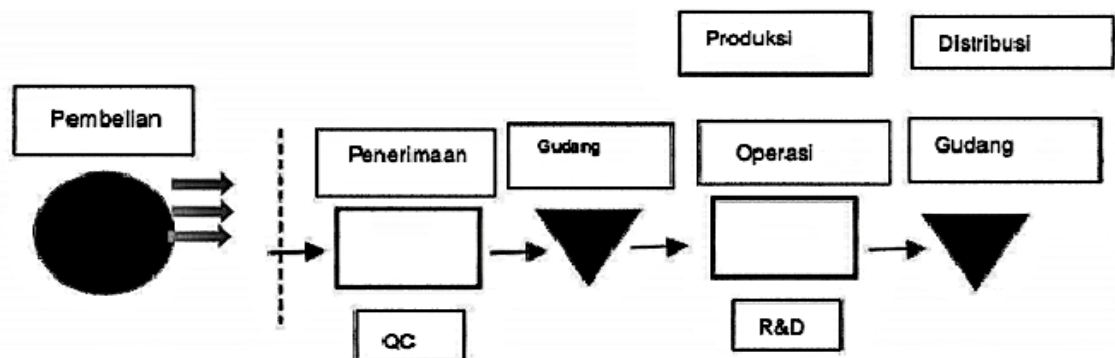 Produksi
Distribusi
Pembelian
Penerimaan
Gudang
Operasi
Gudang
QC
R&D